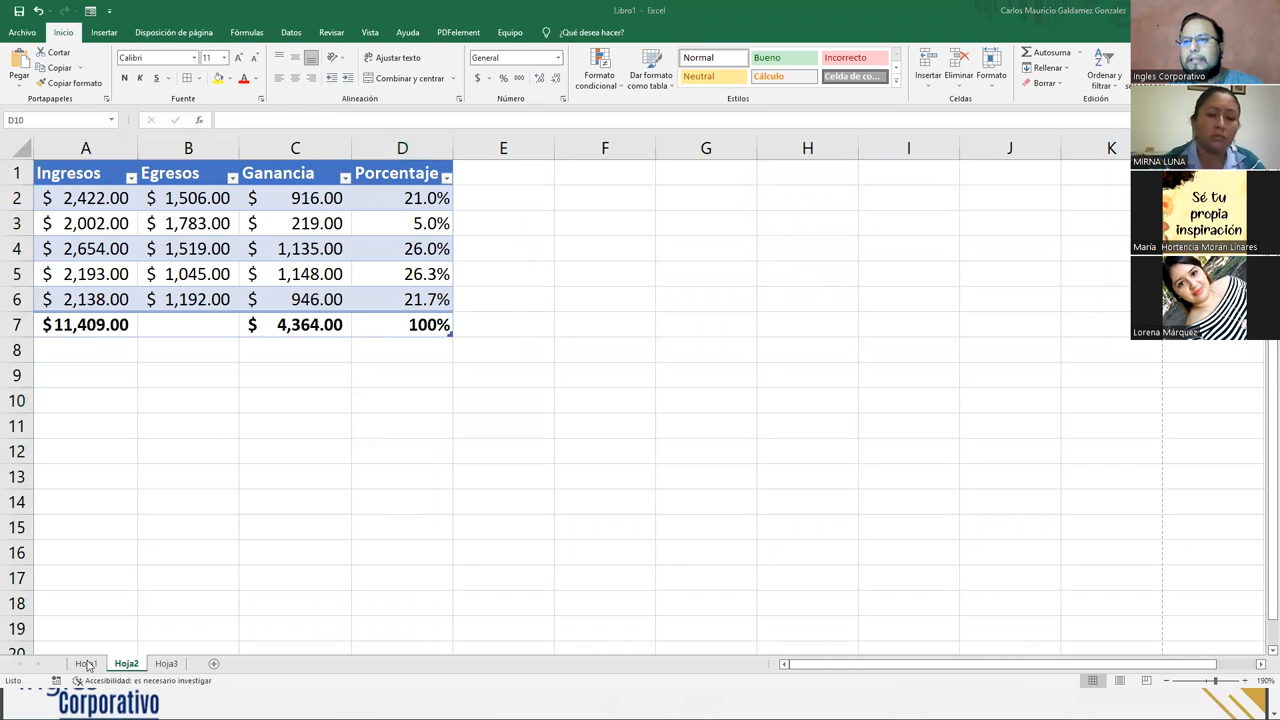 Libro1 - Excel
Carlos Mauricio Galdamez Gonzalez
Archivo Inicio Insertar Disposición de página Fórmulas Datos Revisar Vista Ayuda PDFelement Equipo ¿Qué desea hacer?
Pegar
Cortar
Copiar
Copiar formato
Portapapeles
Calibri 11
N K S
Fuente
Ajustar texto
Combinar y centrar
Alineación
General
$ % 000
Número
Formato condicional
Dar formato como tabla
Normal Bueno Incorrecto
Neutral Cálculo Celda de co...
Estilos
Insertar Eliminar Formato
Celdas
Autosuma
Rellenar
Borrar
Ordenar y filtrar
Edición
Ingles Corporativo
D10
fx
A B C D E F G H I J K
1 Ingresos Egresos Ganancia Porcentaje
2 $ 2,422.00 $ 1,506.00 $ 916.00 21.0%
3 $ 2,002.00 $ 1,783.00 $ 219.00 5.0%
4 $ 2,654.00 $ 1,519.00 $ 1,135.00 26.0%
5 $ 2,193.00 $ 1,045.00 $ 1,148.00 26.3%
6 $ 2,138.00 $ 1,192.00 $ 946.00 21.7%
7 $11,409.00 $ 4,364.00 100%
8
9
10
11
12
13
14
15
16
17
18
19
20
MIRNA LUNA
Sé tu
propia
inspiración
María Hortencia Morán Linares
Lorena Márquez
Hoja1 Hoja2 Hoja3
Listo
Accesibilidad: es necesario investigar
190%
Corporativo